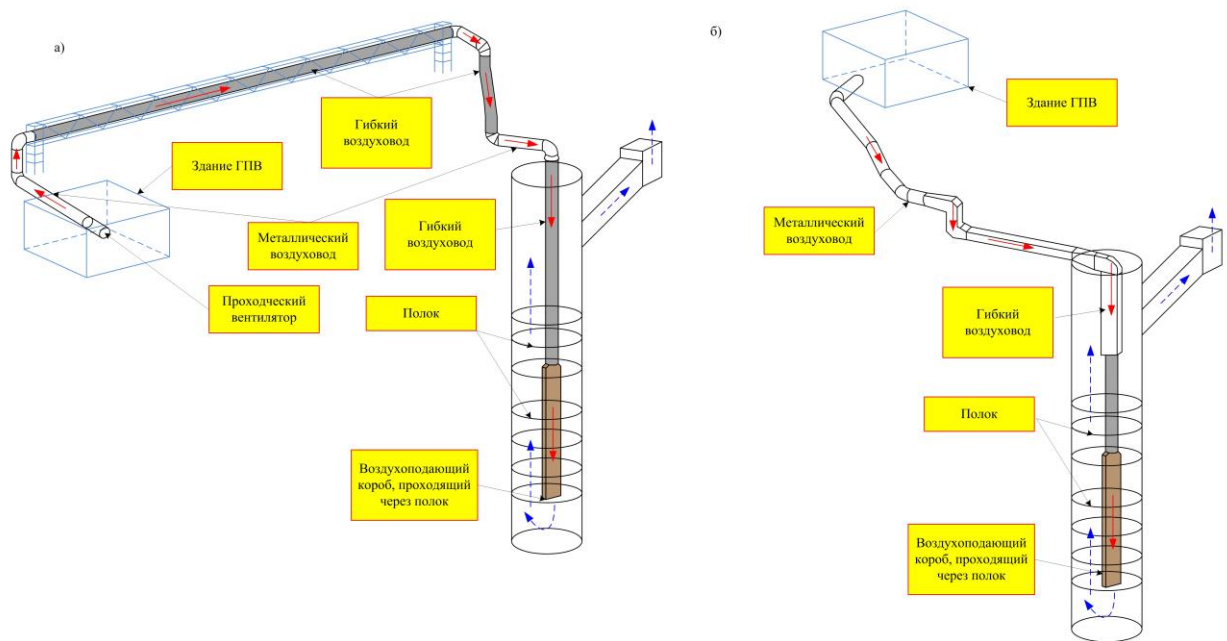 а)
Гибкий
воздуховод
Здание ГПВ
Металлический
воздуховод
Гибкий
воздуховод
Проходческий
вентилятор
Полок
Воздухоподающий
короб, проходящий
через полок
б)
Здание ГПВ
Металлический
воздуховод
Гибкий
воздуховод
Полок
Воздухоподающий
короб, проходящий
через полок